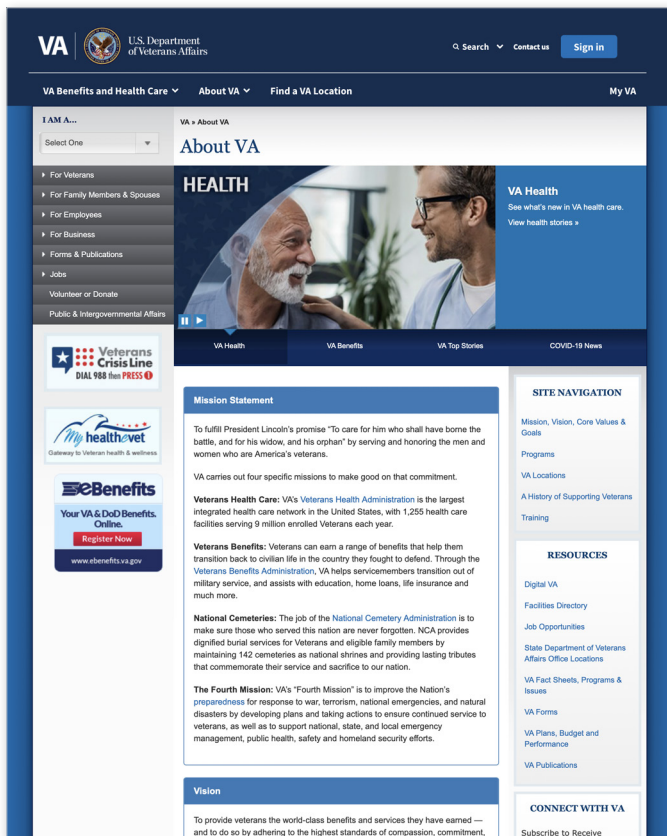 VA
U.S. Department
of Veterans Affairs
Search
Contact us
Sign in
VA Benefits and Health Care
About VA
Find a VA Location
My VA
I AM A...
Select One
For Veterans
For Family Members & Spouses
For Employees
For Business
Forms & Publications
Jobs
Volunteer or Donate
Public & Intergovernmental Affairs
Veterans
Crisis Line
DIAL 988 then PRESS 1
My healthevet
Gateway to Veteran health & wellness
eBenefits
Your VA & DoD Benefits.
Online.
Register Now
www.ebenefits.va.gov
VA » About VA
About VA
HEALTH
VA Health
See what's new in VA health care.
View health stories »
VA Health
VA Benefits
VA Top Stories
COVID-19 News
Mission Statement
To fulfill President Lincoln's promise “To care for him who shall have borne the
battle, and for his widow, and his orphan” by serving and honoring the men and
women who are America's veterans.
VA carries out four specific missions to make good on that commitment.
Veterans Health Care: VA's Veterans Health Administration is the largest
integrated health care network in the United States, with 1,255 health care
facilities serving 9 million enrolled Veterans each year.
Veterans Benefits: Veterans can earn a range of benefits that help them
transition back to civilian life in the country they fought to defend. Through the
Veterans Benefits Administration, VA helps servicemembers transition out of
military service, and assists with education, home loans, life insurance and
much more.
National Cemeteries: The job of the National Cemetery Administration is to
make sure those who served this nation are never forgotten. NCA provides
dignified burial services for Veterans and eligible family members by
maintaining 142 cemeteries as national shrines and providing lasting tributes
that commemorate their service and sacrifice to our nation.
The Fourth Mission: VA's “Fourth Mission” is to improve the Nation's
preparedness for response to war, terrorism, national emergencies, and natural
disasters by developing plans and taking actions to ensure continued service to
veterans, as well as to support national, state, and local emergency
management, public health, safety and homeland security efforts.
Vision
To provide veterans the world-class benefits and services they have earned —
and to do so by adhering to the highest standards of compassion, commitment,
SITE NAVIGATION
Mission, Vision, Core Values &
Goals
Programs
VA Locations
A History of Supporting Veterans
Training
RESOURCES
Digital VA
Facilities Directory
Job Opportunities
State Department of Veterans
Affairs Office Locations
VA Fact Sheets, Programs &
Issues
VA Forms
VA Plans, Budget and
Performance
VA Publications
CONNECT WITH VA
Subscribe to Receive